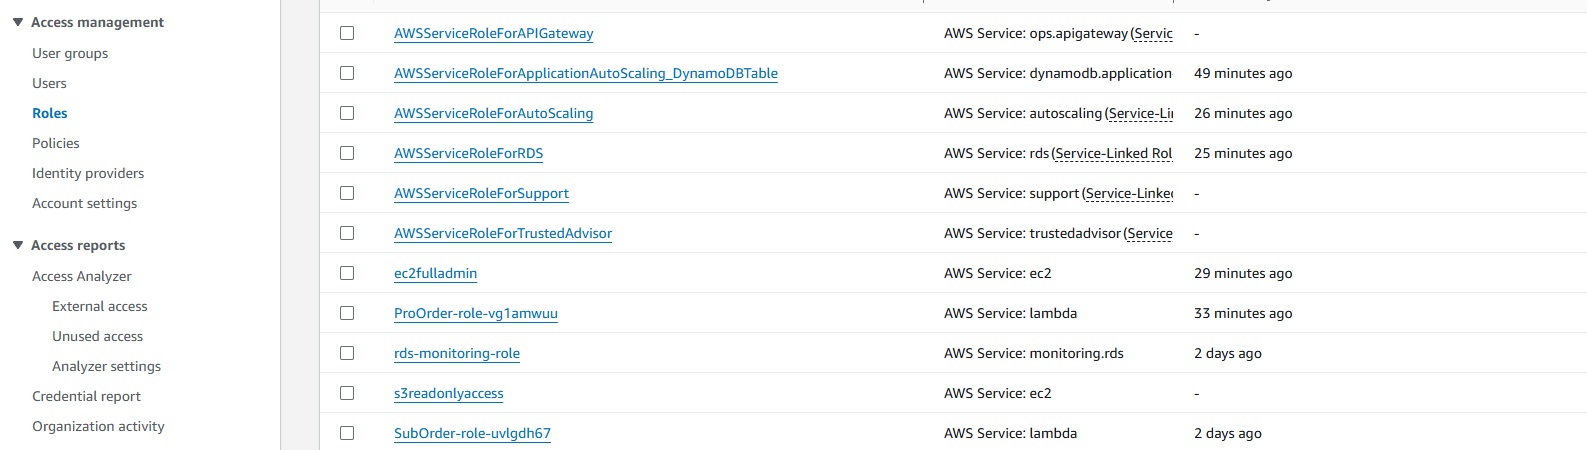 Access management
User groups
Users
Roles
Policies
Identity providers
Account settings
Access reports
Access Analyzer
External access
Unused access
Analyzer settings
Credential report
Organization activity
AWSServiceRoleForAPIGateway AWS Service: ops.apigateway (Servic -
AWSServiceRoleForApplicationAutoScaling_DynamoDBTable AWS Service: dynamodb.application 49 minutes ago
AWSServiceRoleForAutoScaling AWS Service: autoscaling (Service-Li 26 minutes ago
AWSServiceRoleForRDS AWS Service: rds (Service-Linked Rol 25 minutes ago
AWSServiceRoleForSupport AWS Service: support (Service-Linke -
AWSServiceRoleForTrustedAdvisor AWS Service: trustedadvisor (Service -
ec2fulladmin AWS Service: ec2 29 minutes ago
ProOrder-role-vg1amwuu AWS Service: lambda 33 minutes ago
rds-monitoring-role AWS Service: monitoring.rds 2 days ago
s3readonlyaccess AWS Service: ec2 -
SubOrder-role-uvlgdh67 AWS Service: lambda 2 days ago